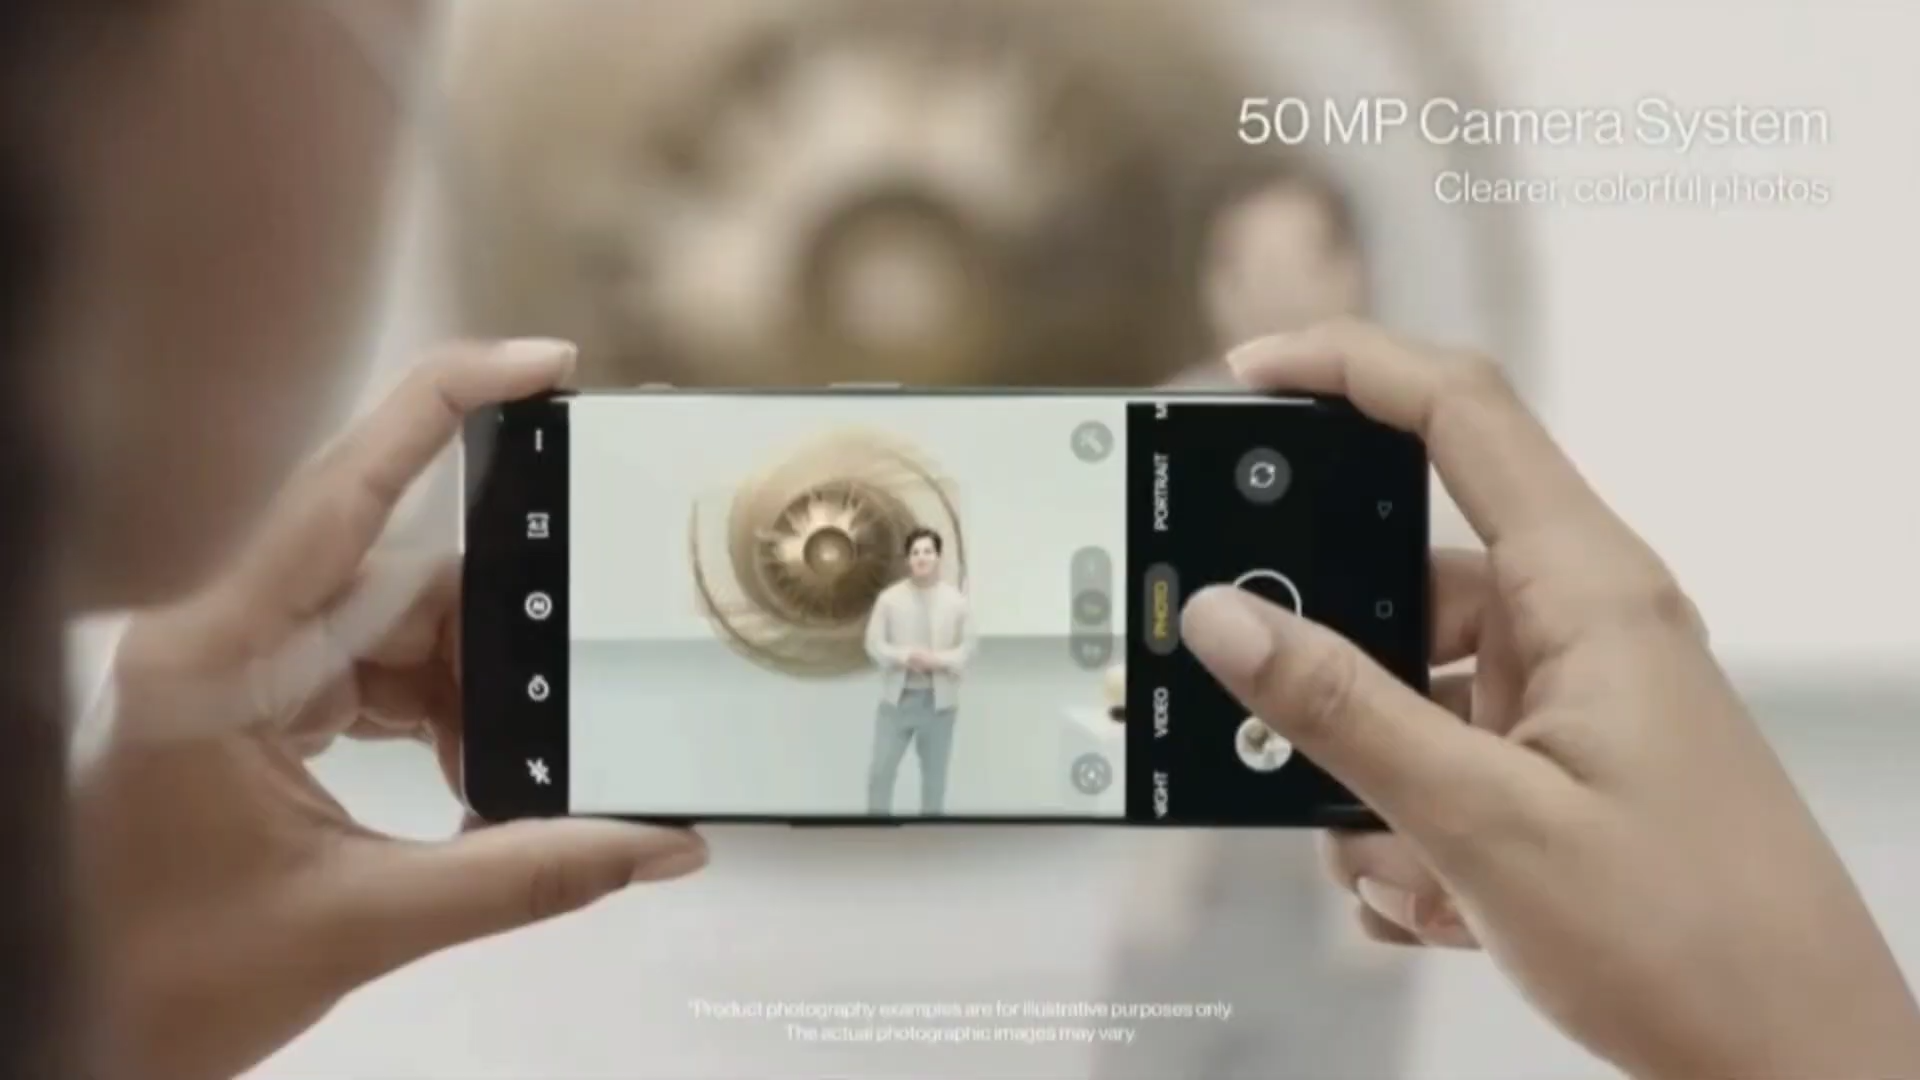 50 MP Camera System
Clearer, colorful photos
M
PORTRAIT
PHOTO
VIDEO
NIGHT
*Product photography examples are for illustrative purposes only.
The actual photographic images may vary.